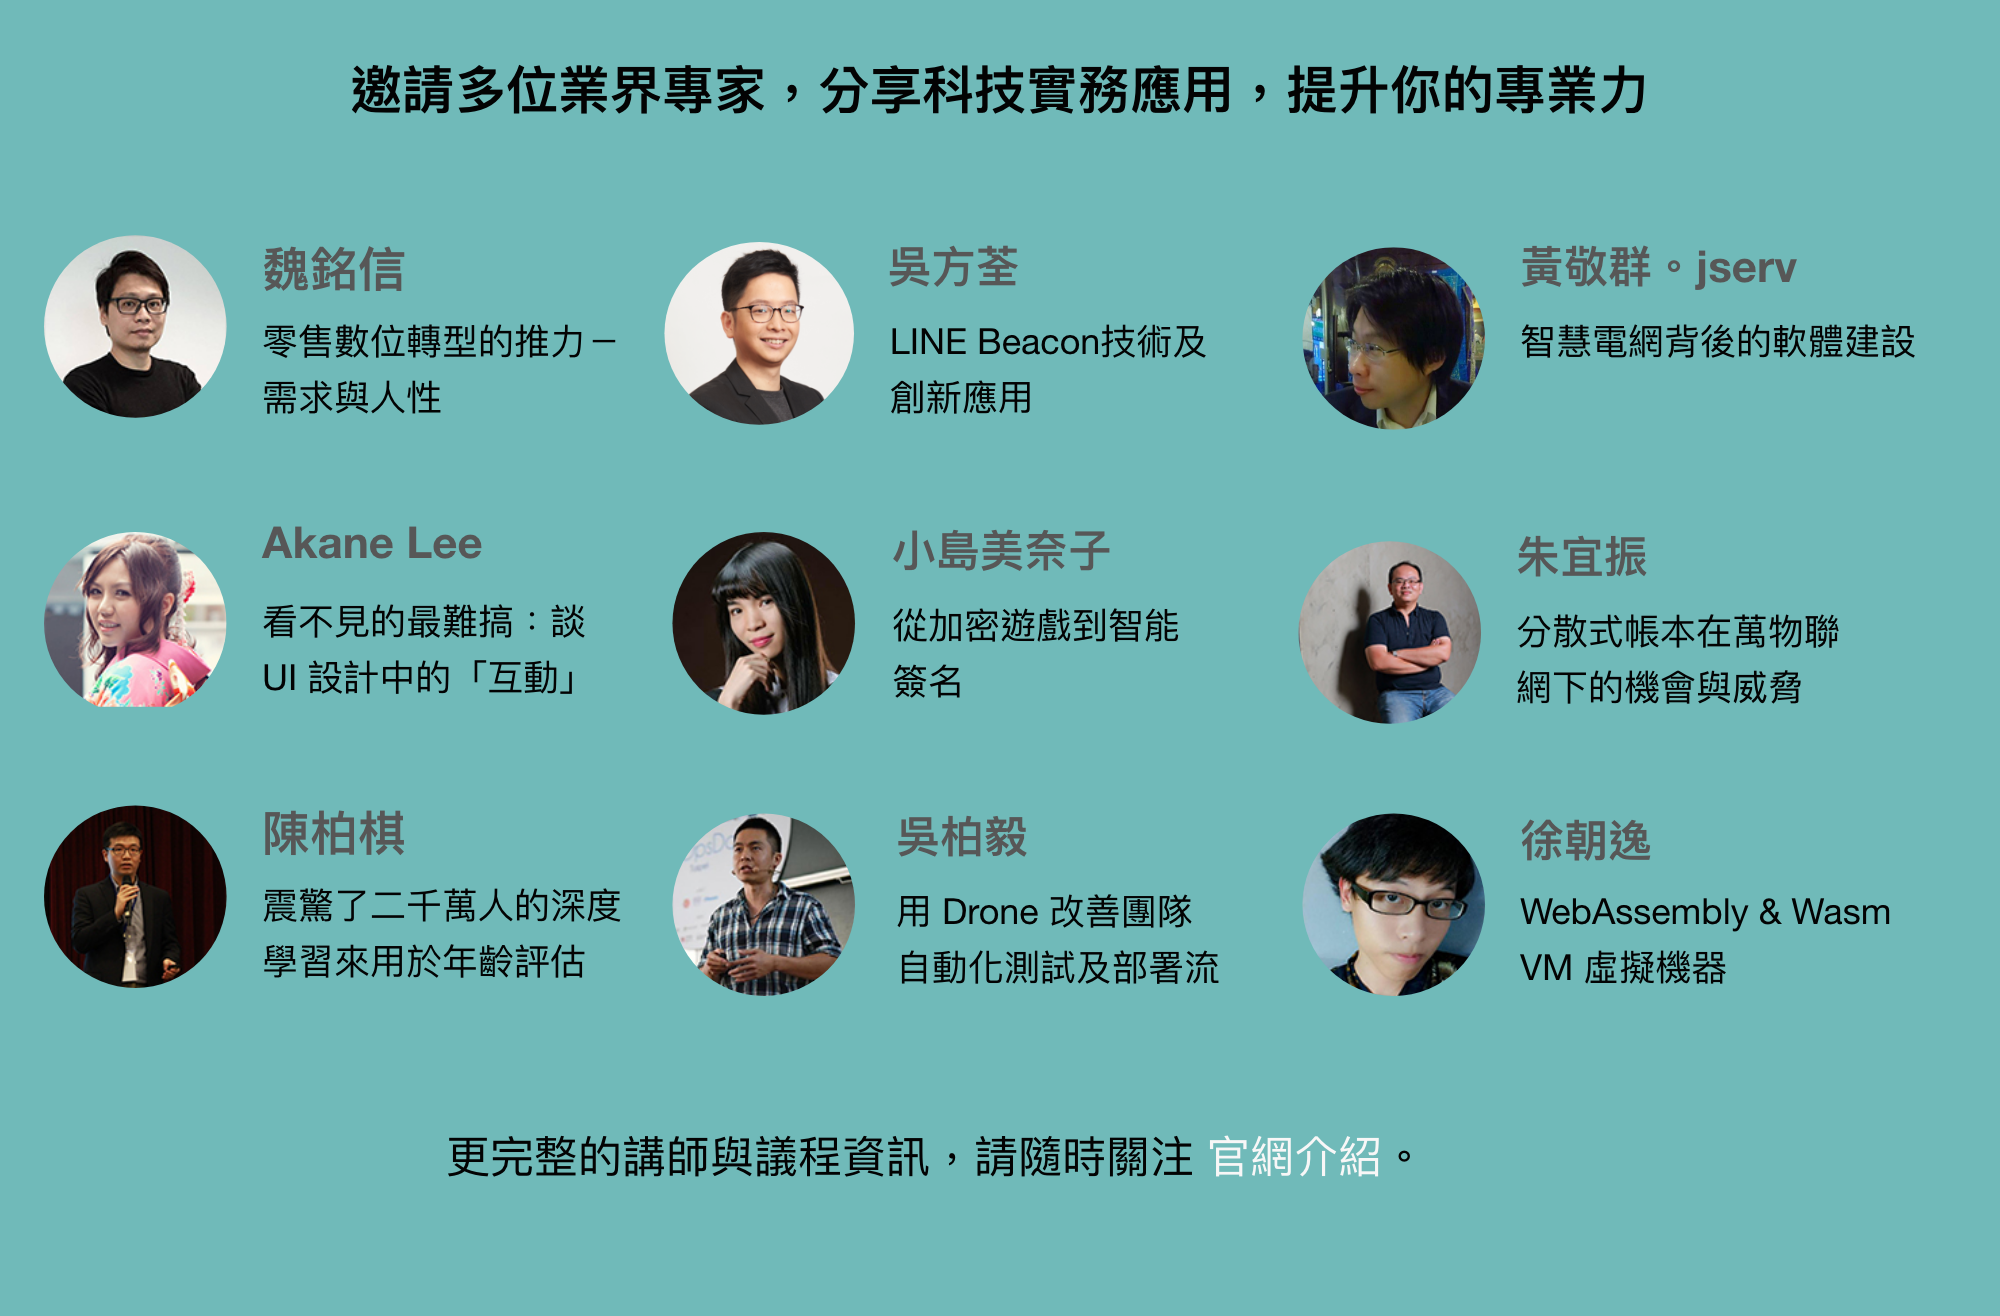 邀請多位業界專家，分享科技實務應用，提升你的專業力
魏銘信
零售數位轉型的推力－
需求與人性
吳方荃
LINE Beacon技術及
創新應用
黃敬群。jserv
智慧電網背後的軟體建設
Akane Lee
看不見的最難搞：談
UI 設計中的「互動」
小島美奈子
從加密遊戲到智能
簽名
朱宜振
分散式帳本在萬物聯
網下的機會與威脅
陳柏棋
震驚了二千萬人的深度
學習來用於年齡評估
吳柏毅
用 Drone 改善團隊
自動化測試及部署流
徐朝逸
WebAssembly & Wasm
VM 虛擬機器
更完整的講師與議程資訊，請隨時關注 官網介紹。